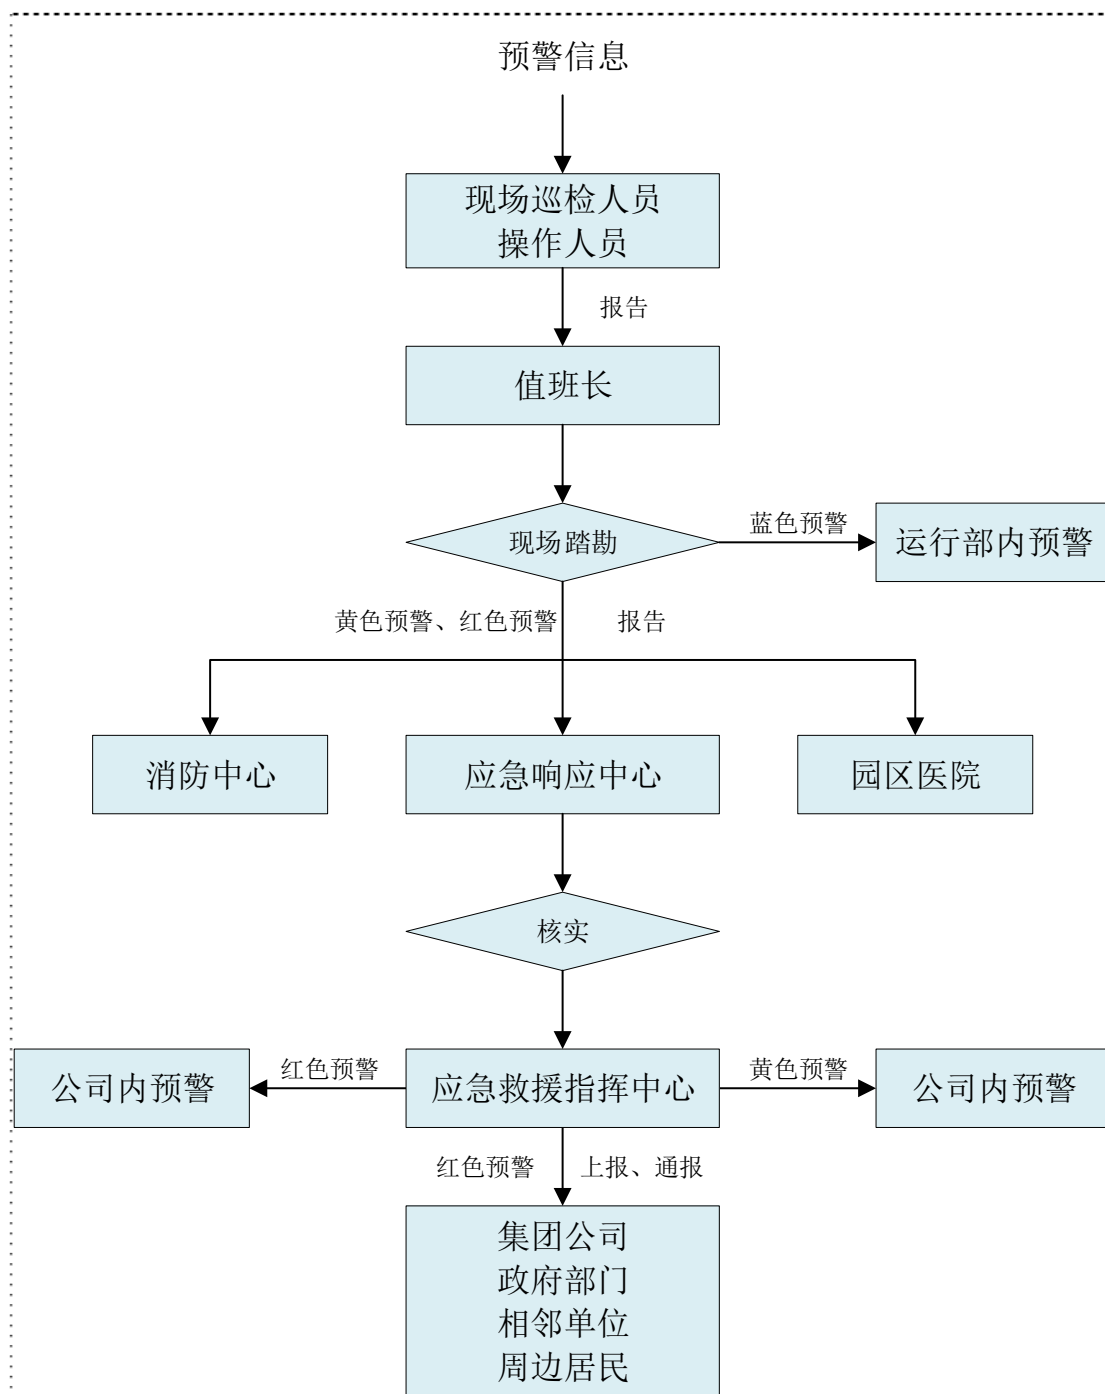 预警信息
现场巡检人员
操作人员
报告
值班长
现场踏勘
蓝色预警
运行部内预警
黄色预警、红色预警
报告
消防中心
应急响应中心
园区医院
核实
公司内预警
红色预警
应急救援指挥中心
黄色预警
公司内预警
红色预警
上报、通报
集团公司
政府部门
相邻单位
周边居民